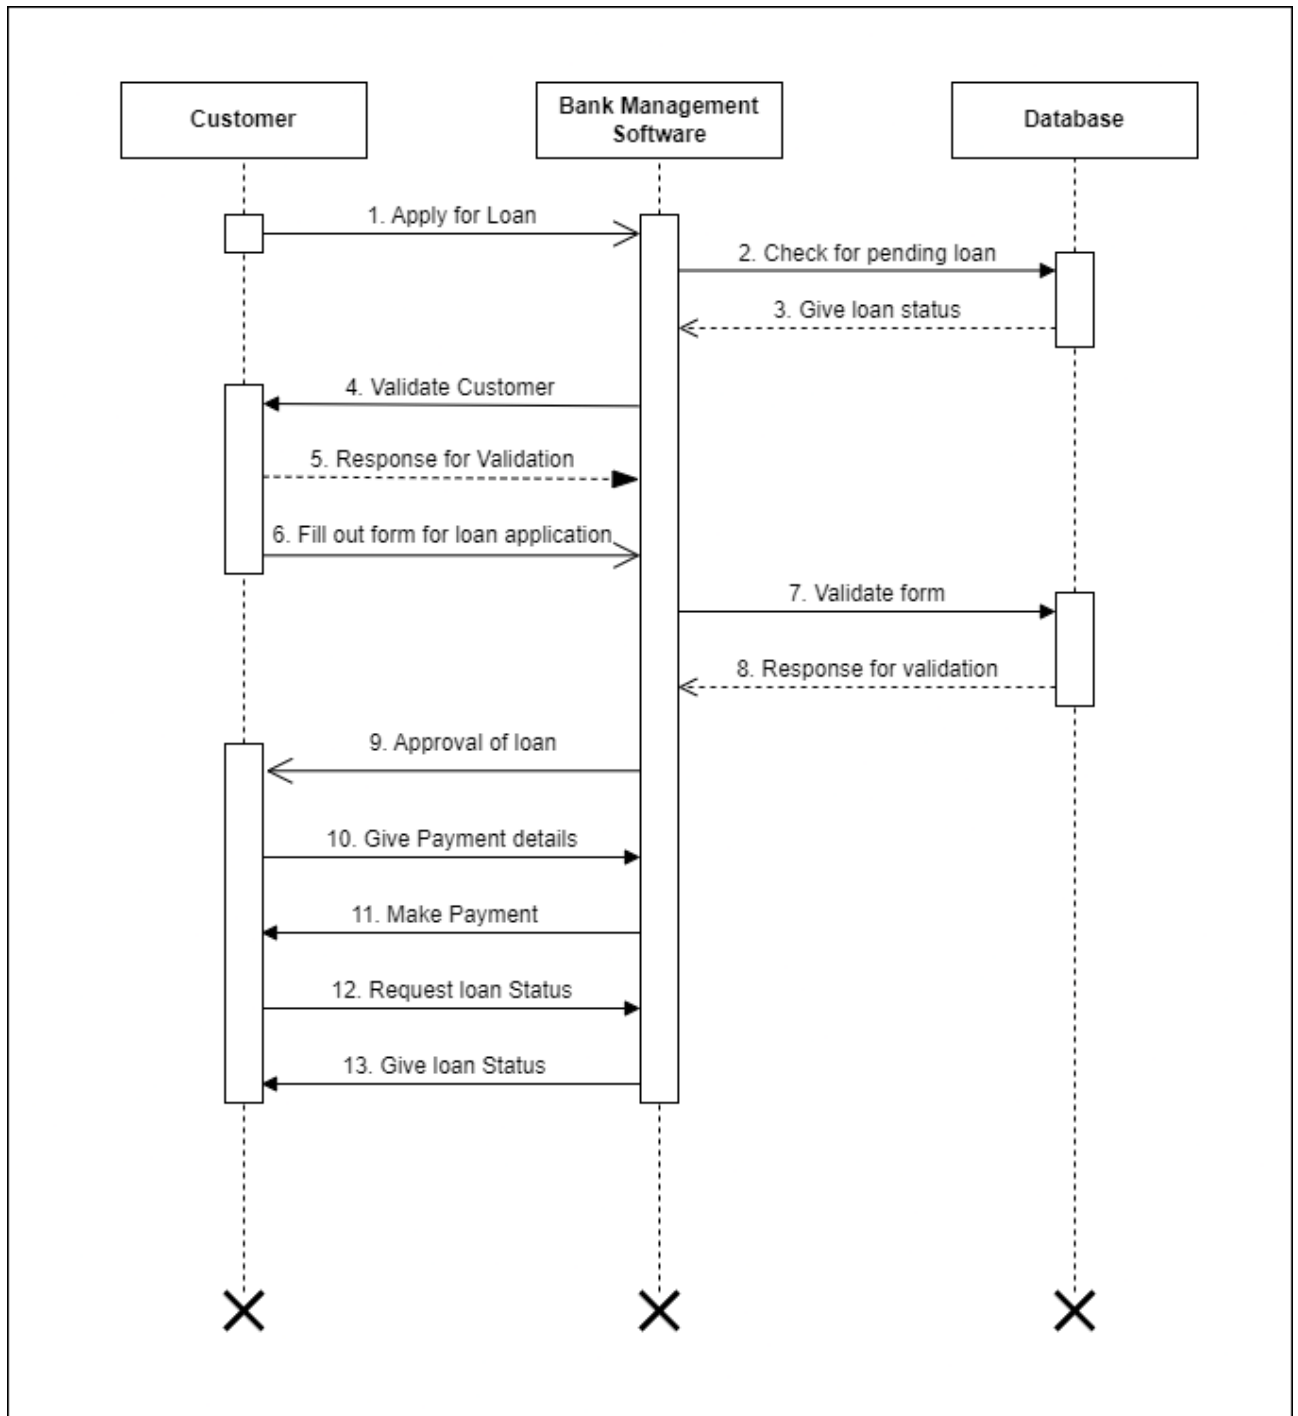 Customer
Bank Management
Software
Database
1. Apply for Loan
2. Check for pending loan
3. Give loan status
4. Validate Customer
5. Response for Validation
6. Fill out form for loan application
7. Validate form
8. Response for validation
9. Approval of loan
10. Give Payment details
11. Make Payment
12. Request loan Status
13. Give loan Status